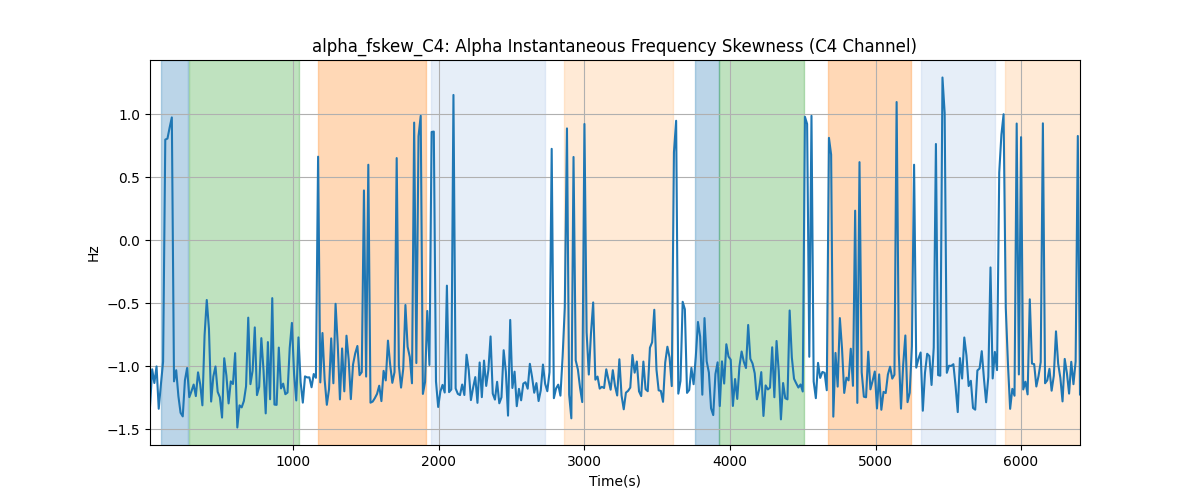 alpha_fskew_C4: Alpha Instantaneous Frequency Skewness (C4 Channel)
1.0
0.5
0.0
−0.5
−1.0
−1.5
Hz
1000 2000 3000 4000 5000 6000
Time(s)